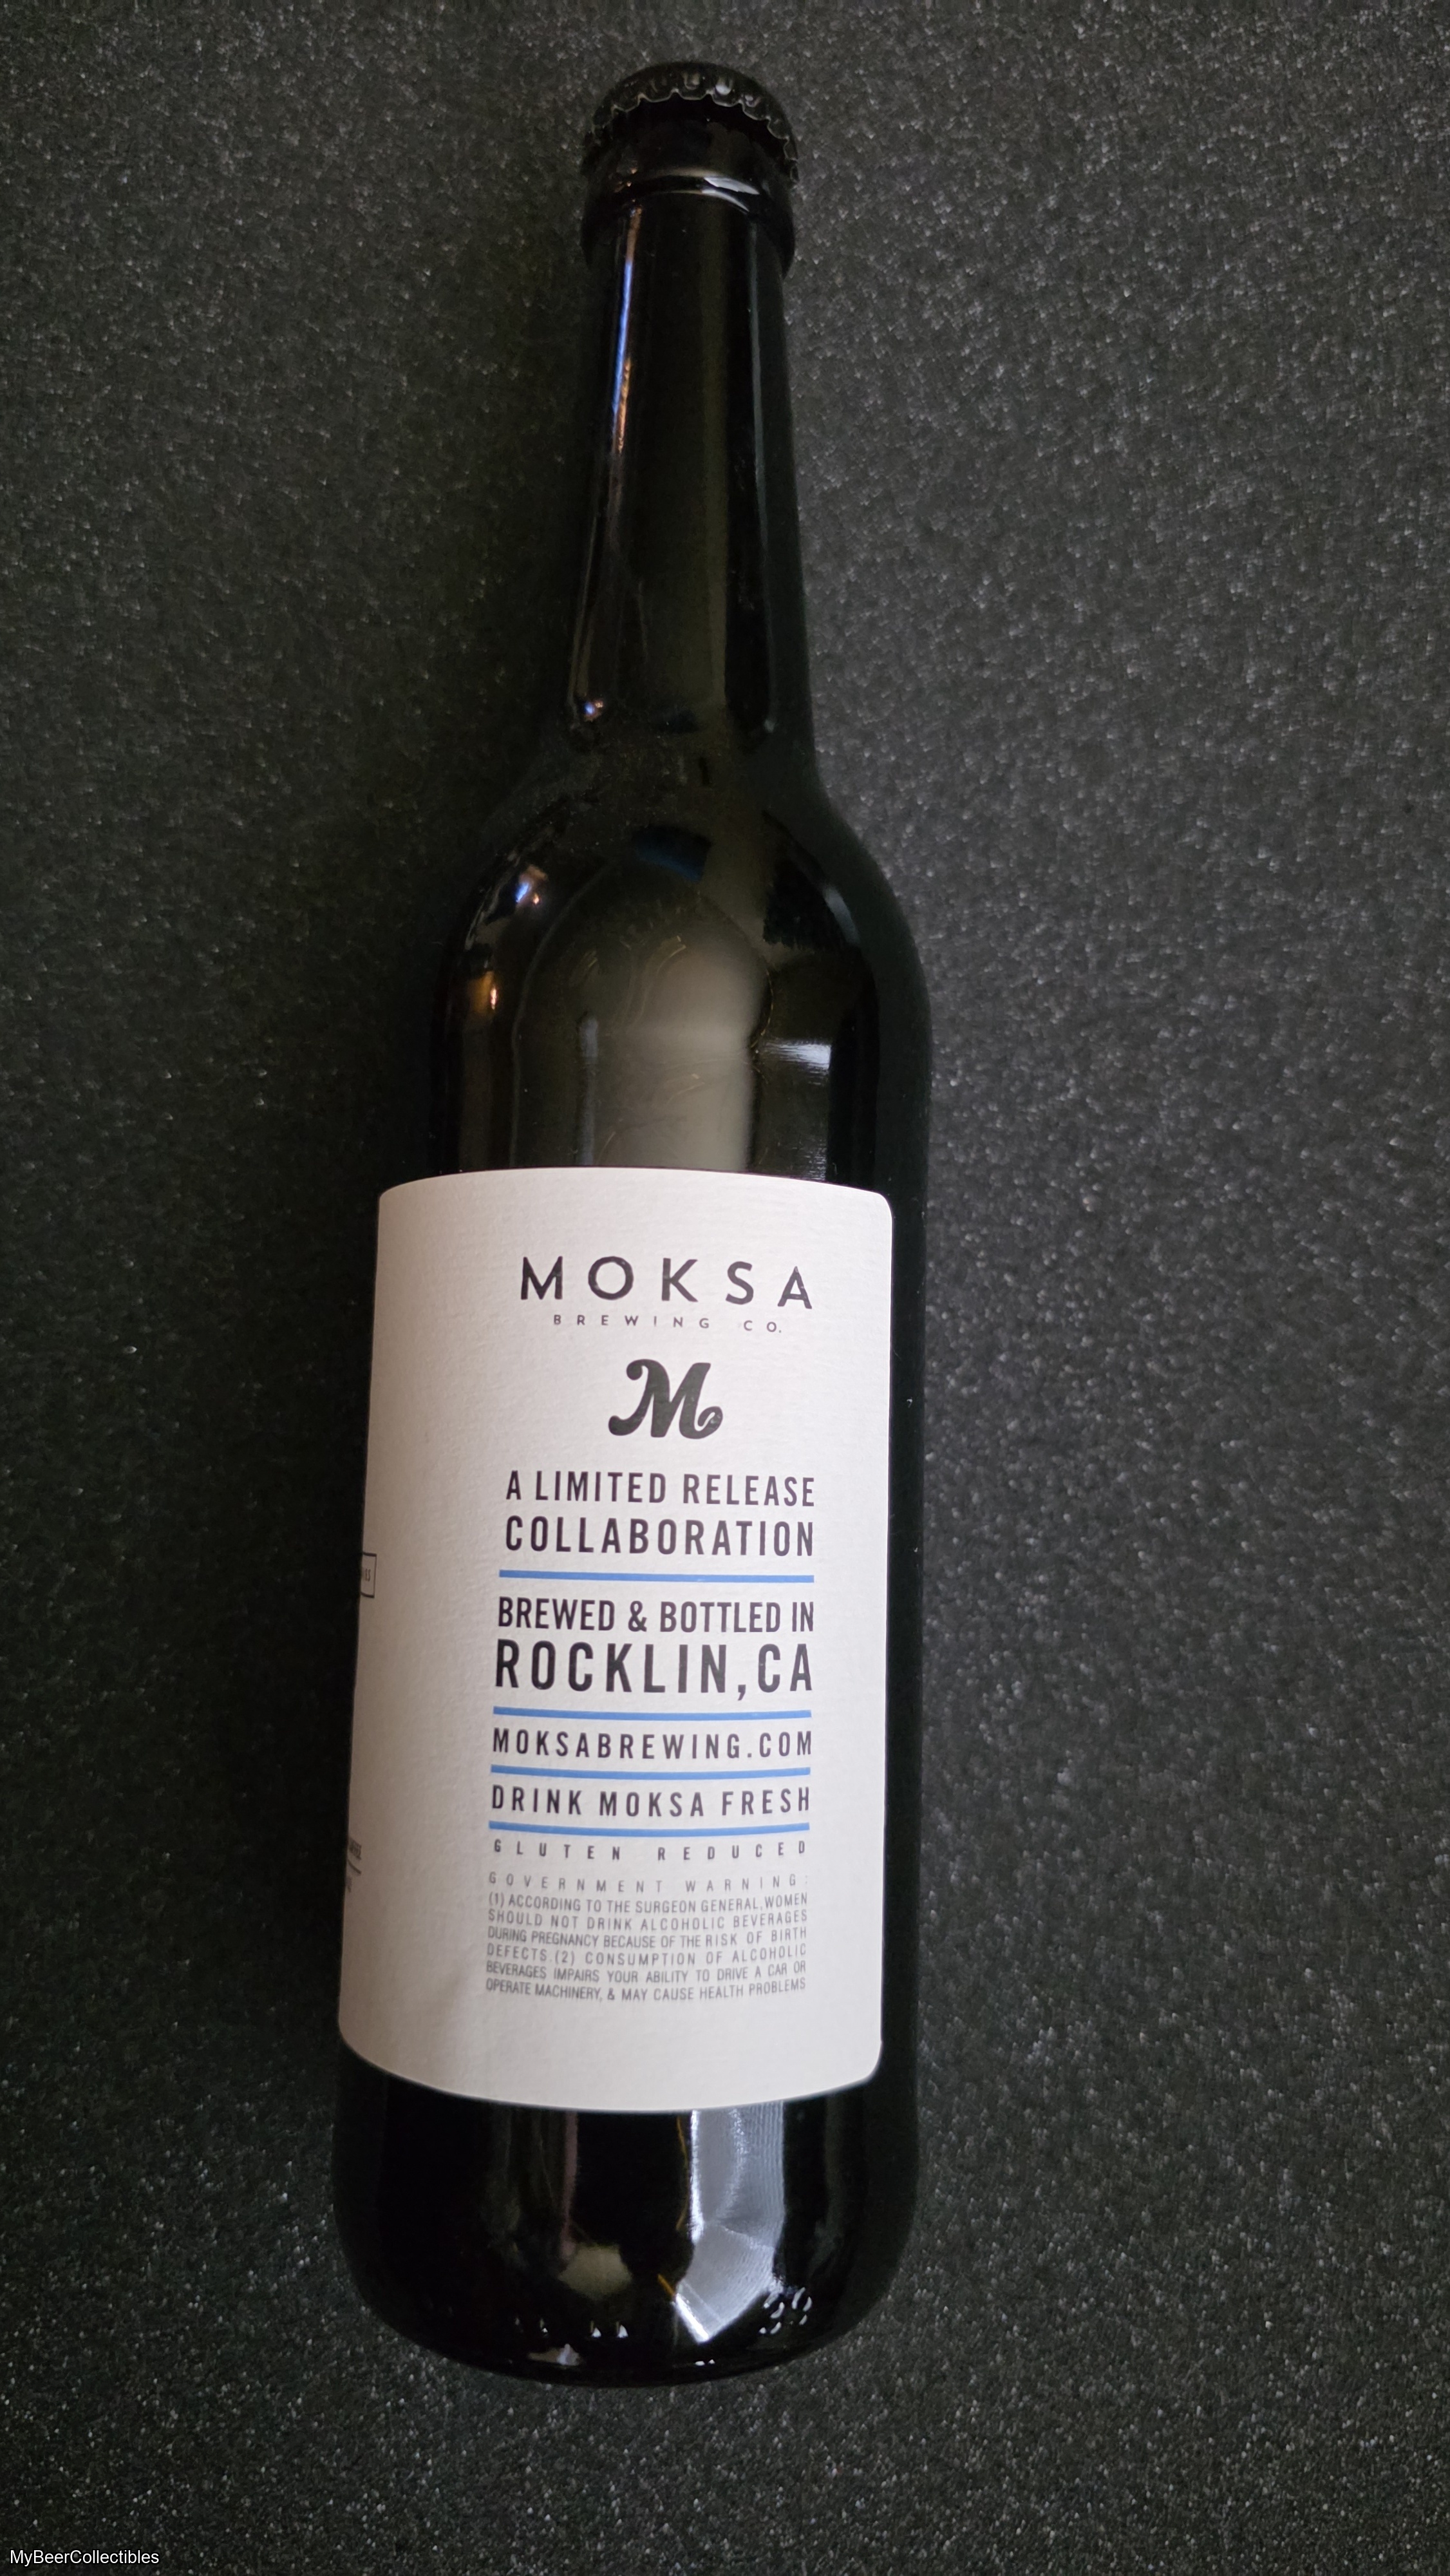 MOKSA
BREWING CO.
M
A LIMITED RELEASE
COLLABORATION
BREWED & BOTTLED IN
ROCKLIN, CA
MOKSABREWING.COM
DRINK MOKSA FRESH
GLUTEN REDUCED
GOVERNMENT WARNING:
(1) ACCORDING TO THE SURGEON GENERAL, WOMEN
SHOULD NOT DRINK ALCOHOLIC BEVERAGES
DURING PREGNANCY BECAUSE OF THE RISK OF BIRTH
DEFECTS.(2) CONSUMPTION OF ALCOHOLIC
BEVERAGES IMPAIRS YOUR ABILITY TO DRIVE A CAR OR
OPERATE MACHINERY, & MAY CAUSE HEALTH PROBLEMS
MyBeerCollectibles